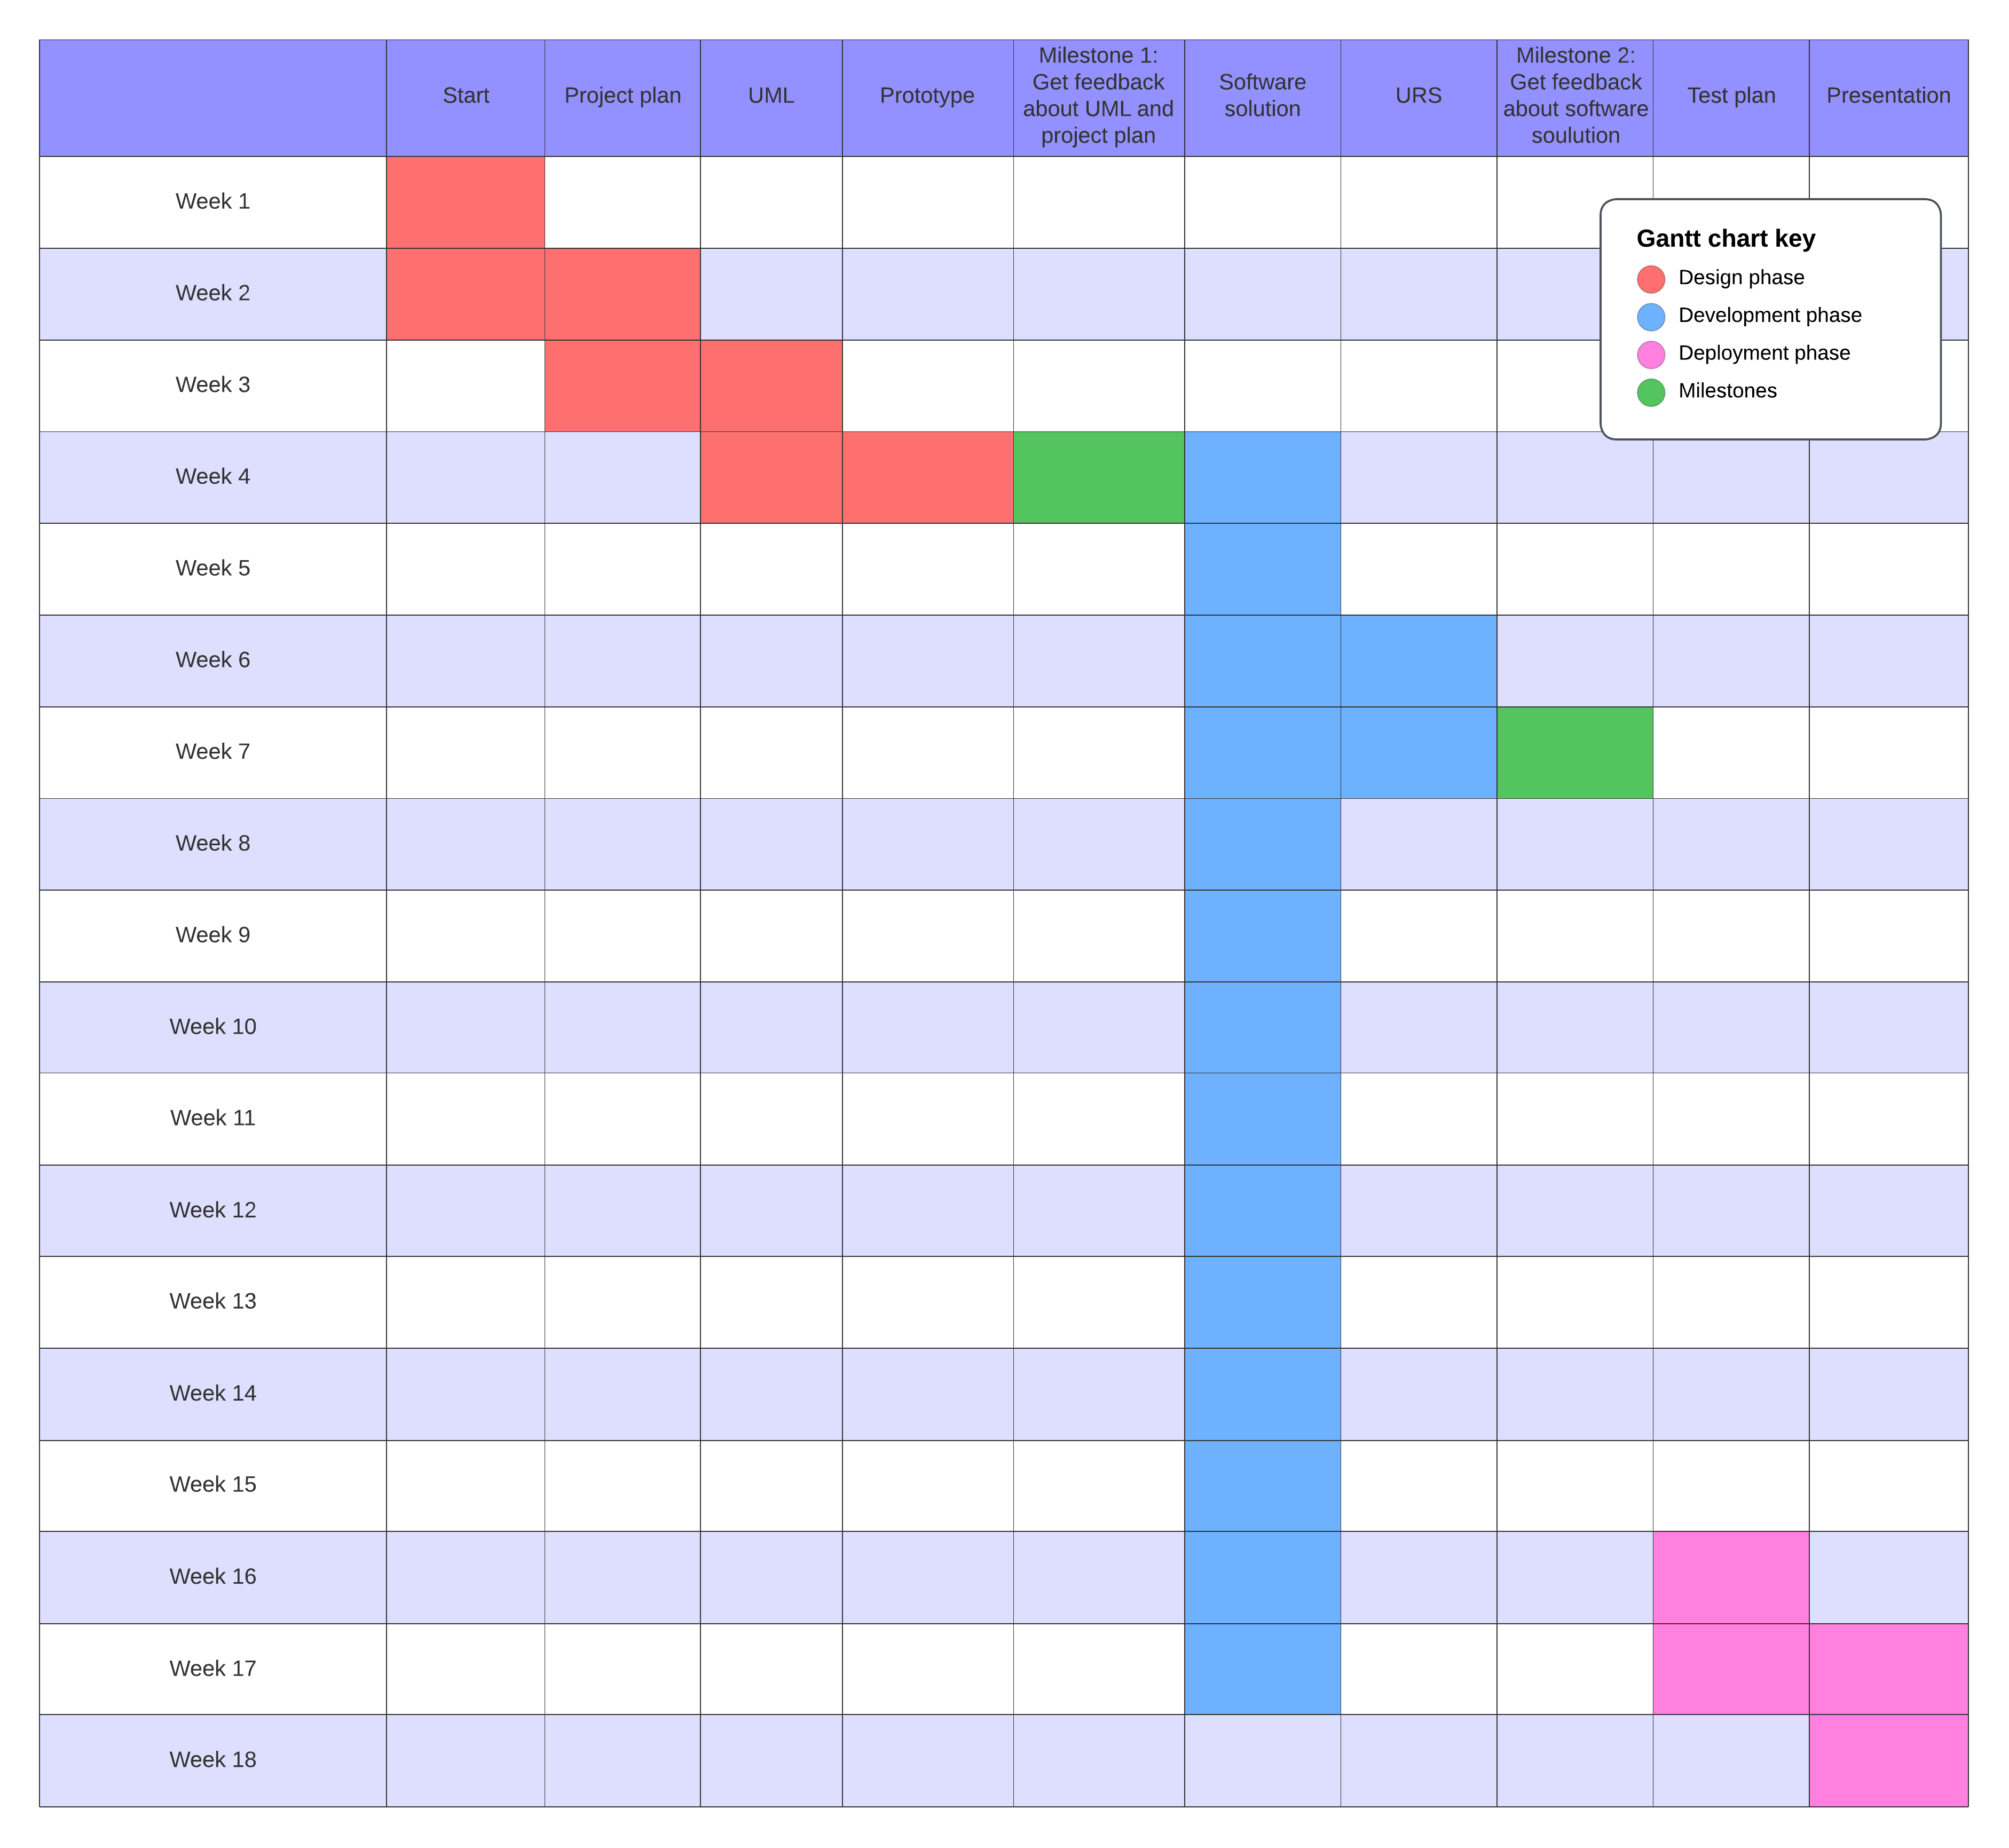 Start
Project plan
UML
Prototype
Milestone 1:
Get feedback
about UML and
project plan
Software
solution
URS
Milestone 2:
Get feedback
about software
soulution
Test plan
Presentation
Week 1
Gantt chart key
Design phase
Development phase
Deployment phase
Milestones
Week 2
Week 3
Week 4
Week 5
Week 6
Week 7
Week 8
Week 9
Week 10
Week 11
Week 12
Week 13
Week 14
Week 15
Week 16
Week 17
Week 18